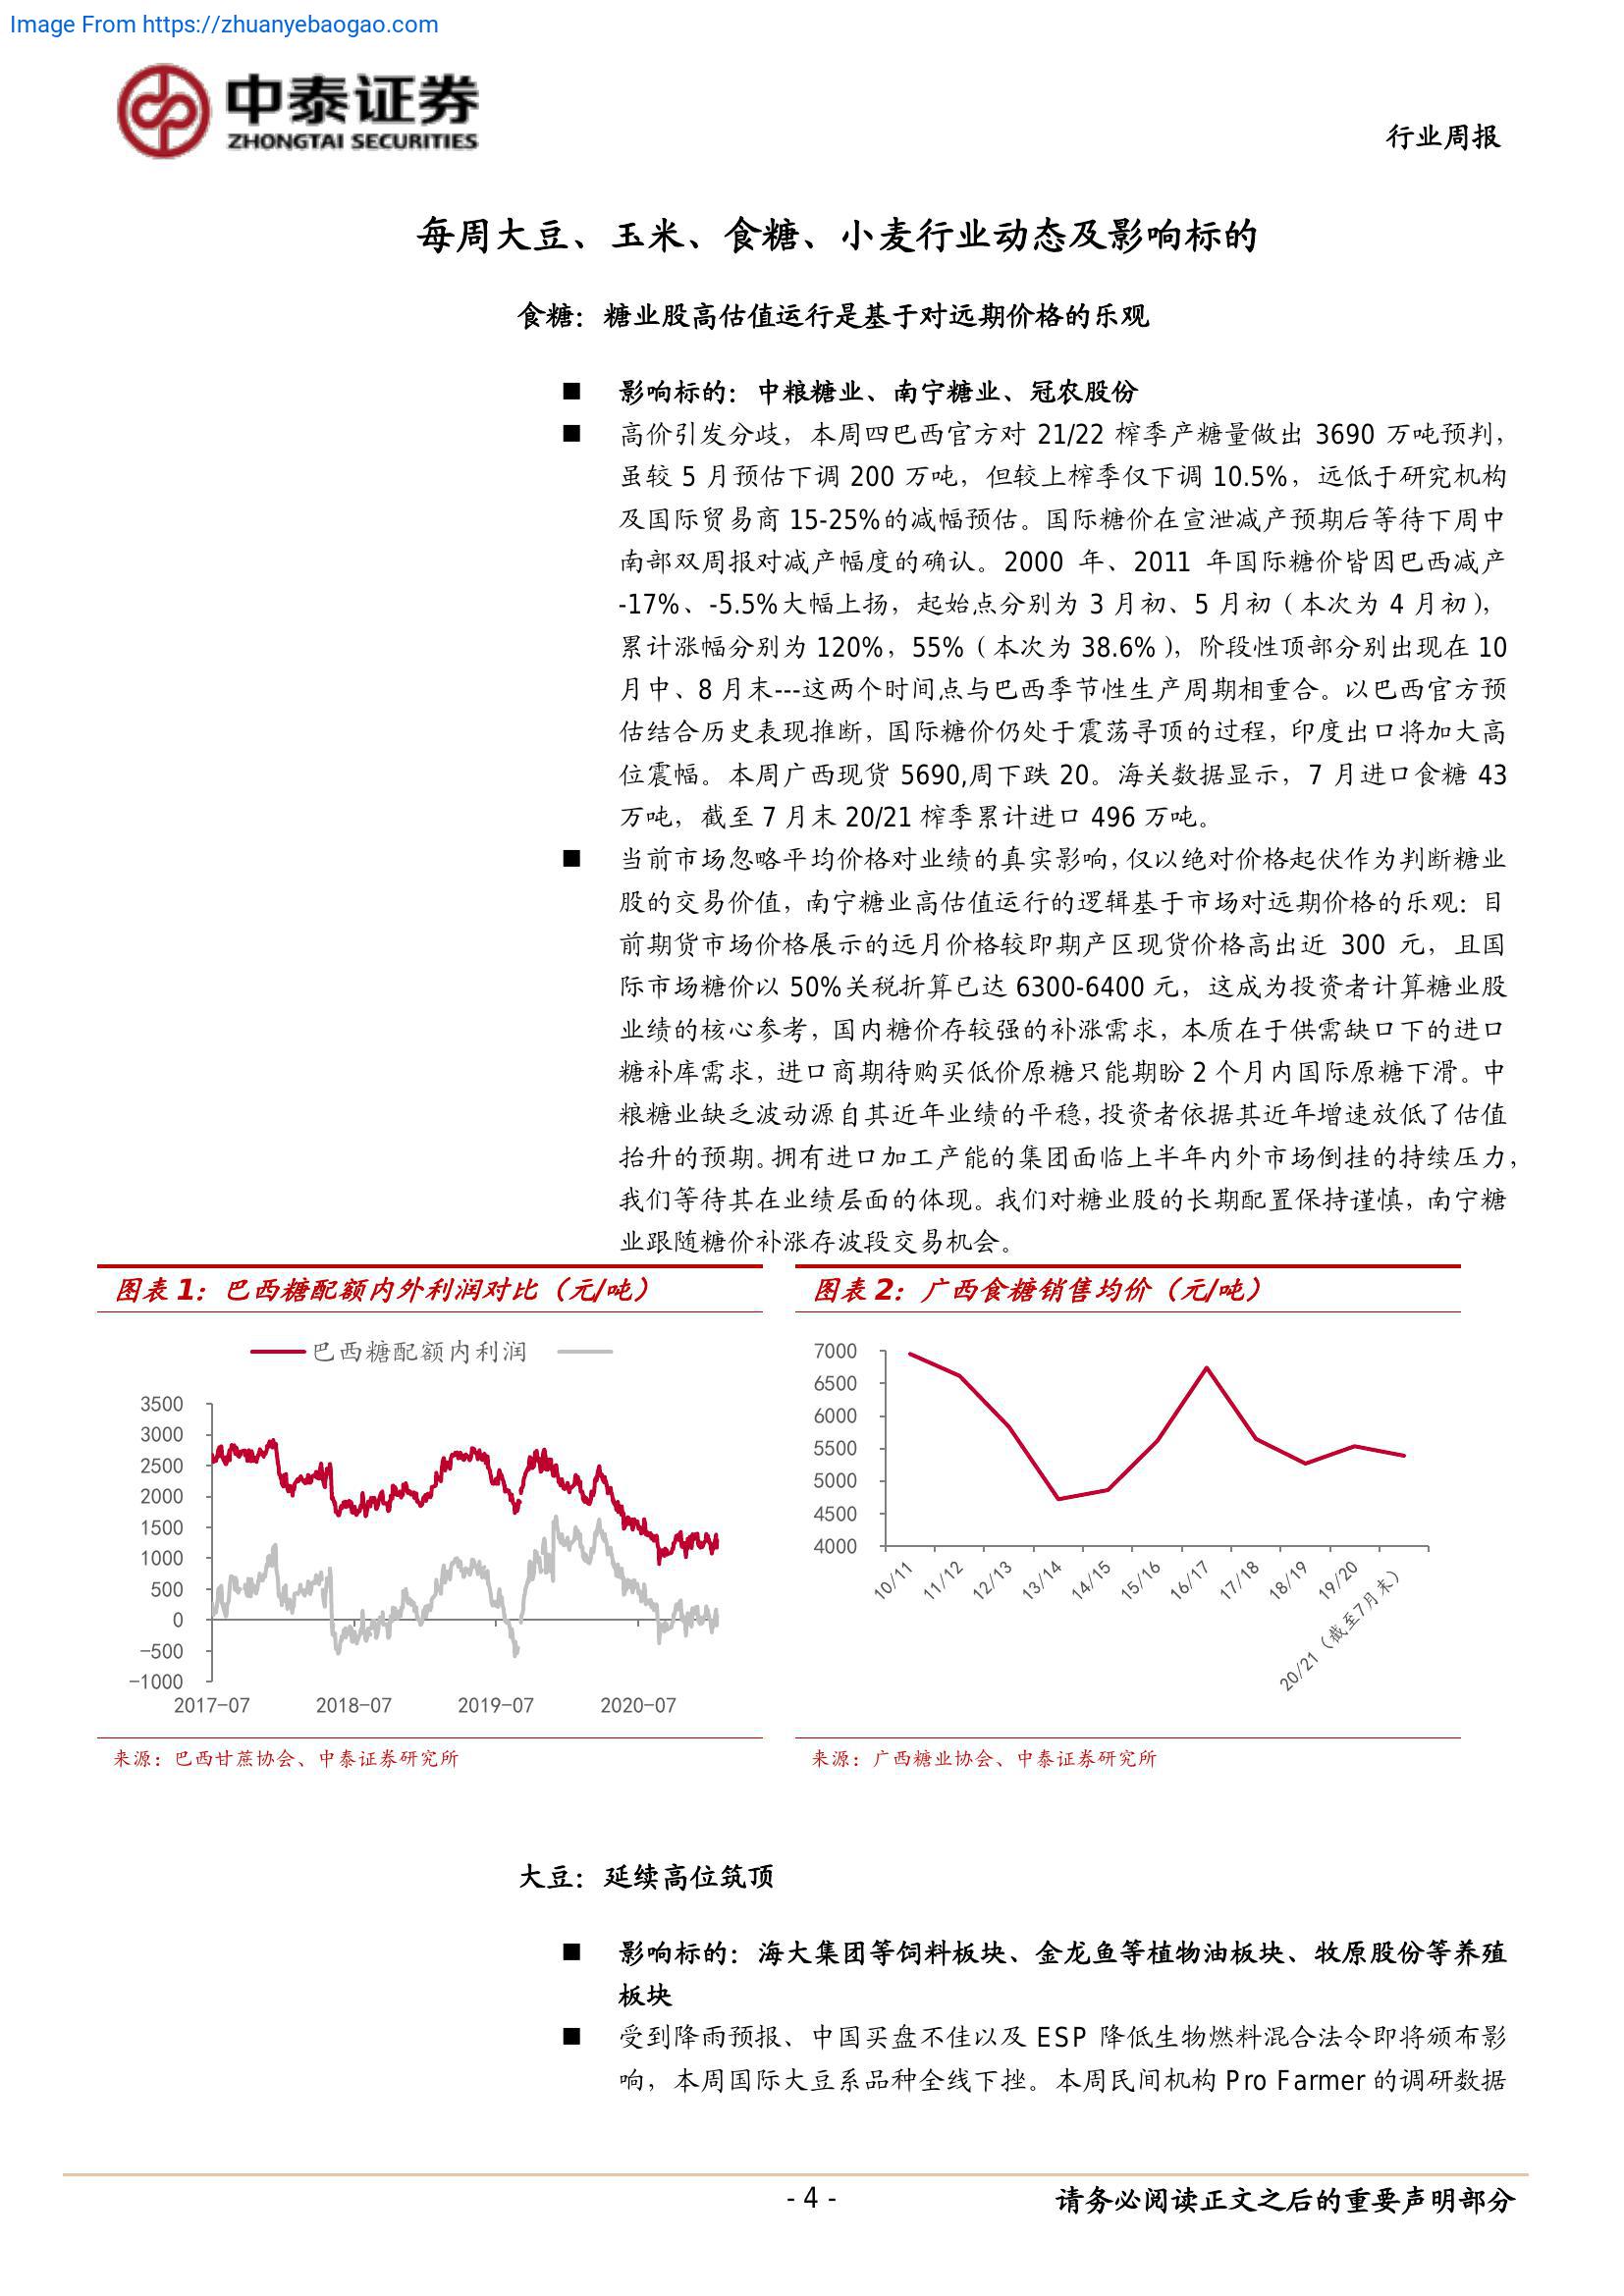 Image From https://zhuanyebaogao.com
中泰证券
ZHONGTAI SECURITIES
行业周报
每周大豆、玉米、食糖、小麦行业动态及影响标的
食糖：糖业股高估值运行是基于对远期价格的乐观
■ 影响标的：中粮糖业、南宁糖业、冠农股份
■ 高价引发分歧，本周四巴西官方对 21/22 榨季产糖量做出 3690 万吨预判，
虽较 5 月预估下调 200 万吨，但较上榨季仅下调 10.5%，远低于研究机构
及国际贸易商 15-25%的减幅预估。国际糖价在宣泄减产预期后等待下周中
南部双周报对减产幅度的确认。2000 年、2011 年国际糖价皆因巴西减产
-17%、-5.5%大幅上扬，起始点分别为 3 月初、5 月初（本次为 4 月初），
累计涨幅分别为 120%，55%（本次为 38.6%），阶段性顶部分别出现在 10
月中、8 月末---这两个时间点与巴西季节性生产周期相重合。以巴西官方预
估结合历史表现推断，国际糖价仍处于震荡寻顶的过程，印度出口将加大高
位震幅。本周广西现货 5690,周下跌 20。海关数据显示，7 月进口食糖 43
万吨，截至 7 月末 20/21 榨季累计进口 496 万吨。
■ 当前市场忽略平均价格对业绩的真实影响，仅以绝对价格起伏作为判断糖业
股的交易价值，南宁糖业高估值运行的逻辑基于市场对远期价格的乐观：目
前期货市场价格展示的远月价格较即期产区现货价格高出近 300 元，且国
际市场糖价以 50%关税折算已达 6300-6400 元，这成为投资者计算糖业股
业绩的核心参考，国内糖价存较强的补涨需求，本质在于供需缺口下的进口
糖补库需求，进口商期待购买低价原糖只能期盼 2 个月内国际原糖下滑。中
粮糖业缺乏波动源自其近年业绩的平稳，投资者依据其近年增速放低了估值
抬升的预期。拥有进口加工产能的集团面临上半年内外市场倒挂的持续压力，
我们等待其在业绩层面的体现。我们对糖业股的长期配置保持谨慎，南宁糖
业跟随糖价补涨存波段交易机会。
图表 1：巴西糖配额内外利润对比（元/吨）
巴西糖配额内利润
3500
3000
2500
2000
1500
1000
500
0
-500
-1000
2017-07 2018-07 2019-07 2020-07
来源：巴西甘蔗协会、中泰证券研究所
图表 2：广西食糖销售均价（元/吨）
7000
6500
6000
5500
5000
4500
4000
10/11 11/12 12/13 13/14 14/15 15/16 16/17 17/18 18/19 19/20 20/21（截至7月末）
来源：广西糖业协会、中泰证券研究所
大豆：延续高位筑顶
■ 影响标的：海大集团等饲料板块、金龙鱼等植物油板块、牧原股份等养殖
板块
■ 受到降雨预报、中国买盘不佳以及 ESP 降低生物燃料混合法令即将颁布影
响，本周国际大豆系品种全线下挫。本周民间机构 Pro Farmer 的调研数据
- 4 -
请务必阅读正文之后的重要声明部分